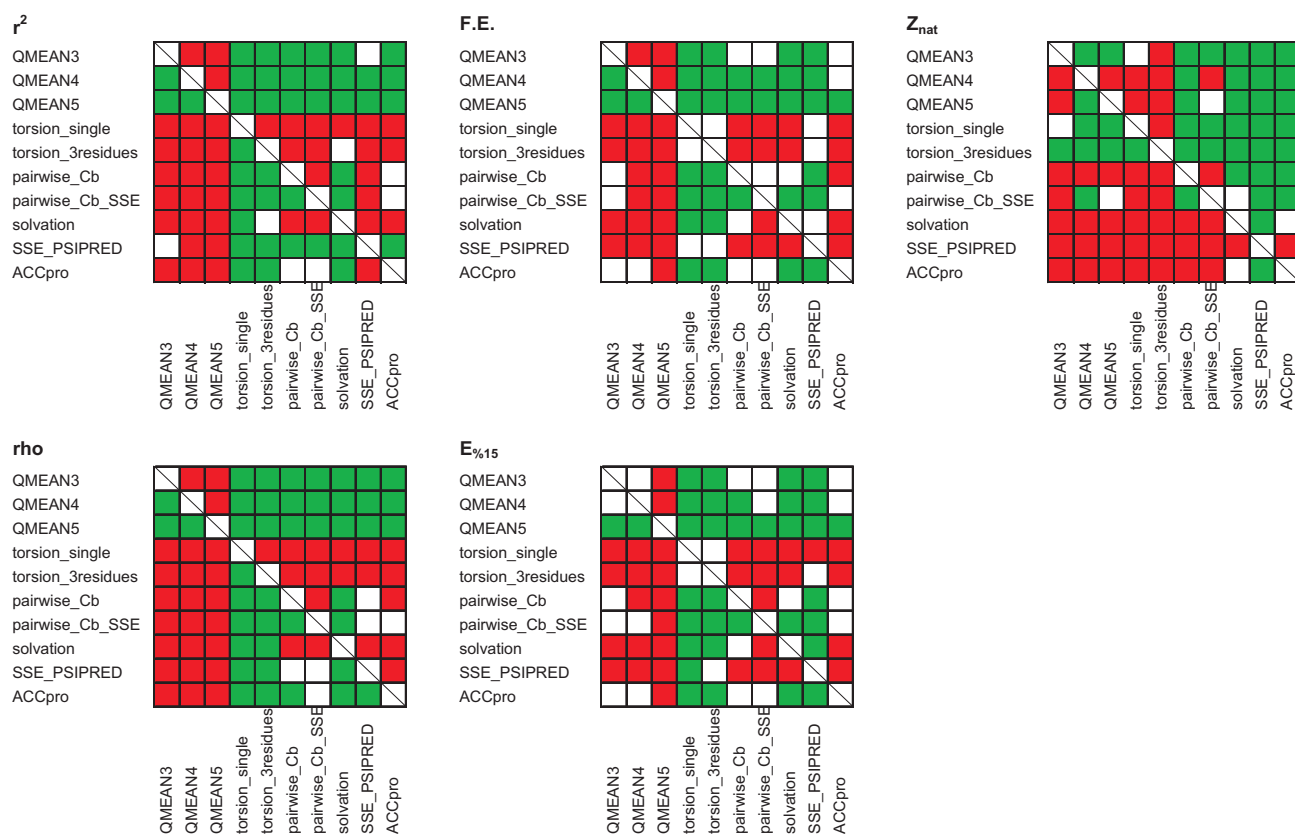 r²
QMEAN3
QMEAN4
QMEAN5
torsion_single
torsion_3residues
pairwise_Cb
pairwise_Cb_SSE
solvation
SSE_PSIPRED
ACCpro
QMEAN3
QMEAN4
QMEAN5
torsion_single
torsion_3residues
pairwise_Cb
pairwise_Cb_SSE
solvation
SSE_PSIPRED
ACCpro
F.E.
QMEAN3
QMEAN4
QMEAN5
torsion_single
torsion_3residues
pairwise_Cb
pairwise_Cb_SSE
solvation
SSE_PSIPRED
ACCpro
QMEAN3
QMEAN4
QMEAN5
torsion_single
torsion_3residues
pairwise_Cb
pairwise_Cb_SSE
solvation
SSE_PSIPRED
ACCpro
Znat
QMEAN3
QMEAN4
QMEAN5
torsion_single
torsion_3residues
pairwise_Cb
pairwise_Cb_SSE
solvation
SSE_PSIPRED
ACCpro
QMEAN3
QMEAN4
QMEAN5
torsion_single
torsion_3residues
pairwise_Cb
pairwise_Cb_SSE
solvation
SSE_PSIPRED
ACCpro
rho
QMEAN3
QMEAN4
QMEAN5
torsion_single
torsion_3residues
pairwise_Cb
pairwise_Cb_SSE
solvation
SSE_PSIPRED
ACCpro
QMEAN3
QMEAN4
QMEAN5
torsion_single
torsion_3residues
pairwise_Cb
pairwise_Cb_SSE
solvation
SSE_PSIPRED
ACCpro
E%15
QMEAN3
QMEAN4
QMEAN5
torsion_single
torsion_3residues
pairwise_Cb
pairwise_Cb_SSE
solvation
SSE_PSIPRED
ACCpro
QMEAN3
QMEAN4
QMEAN5
torsion_single
torsion_3residues
pairwise_Cb
pairwise_Cb_SSE
solvation
SSE_PSIPRED
ACCpro